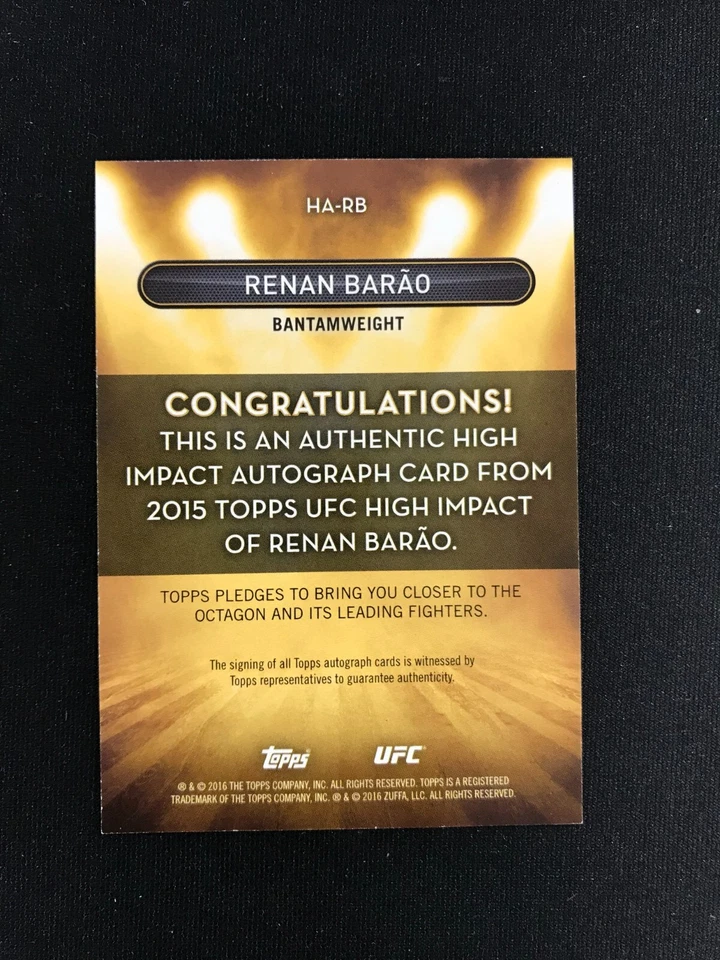 HA-RB
RENAN BARÃO
BANTAMWEIGHT
CONGRATULATIONS!
THIS IS AN AUTHENTIC HIGH
IMPACT AUTOGRAPH CARD FROM
2015 TOPPS UFC HIGH IMPACT
OF RENAN BARÃO.
TOPPS PLEDGES TO BRING YOU CLOSER TO THE
OCTAGON AND ITS LEADING FIGHTERS.
The signing of all Topps autograph cards is witnessed by
Topps representatives to guarantee authenticity.
Topps® UFC®
® & © 2016 THE TOPPS COMPANY, INC. ALL RIGHTS RESERVED. TOPPS IS A REGISTERED
TRADEMARK OF THE TOPPS COMPANY, INC. ® & © 2016 ZUFFA, LLC. ALL RIGHTS RESERVED.